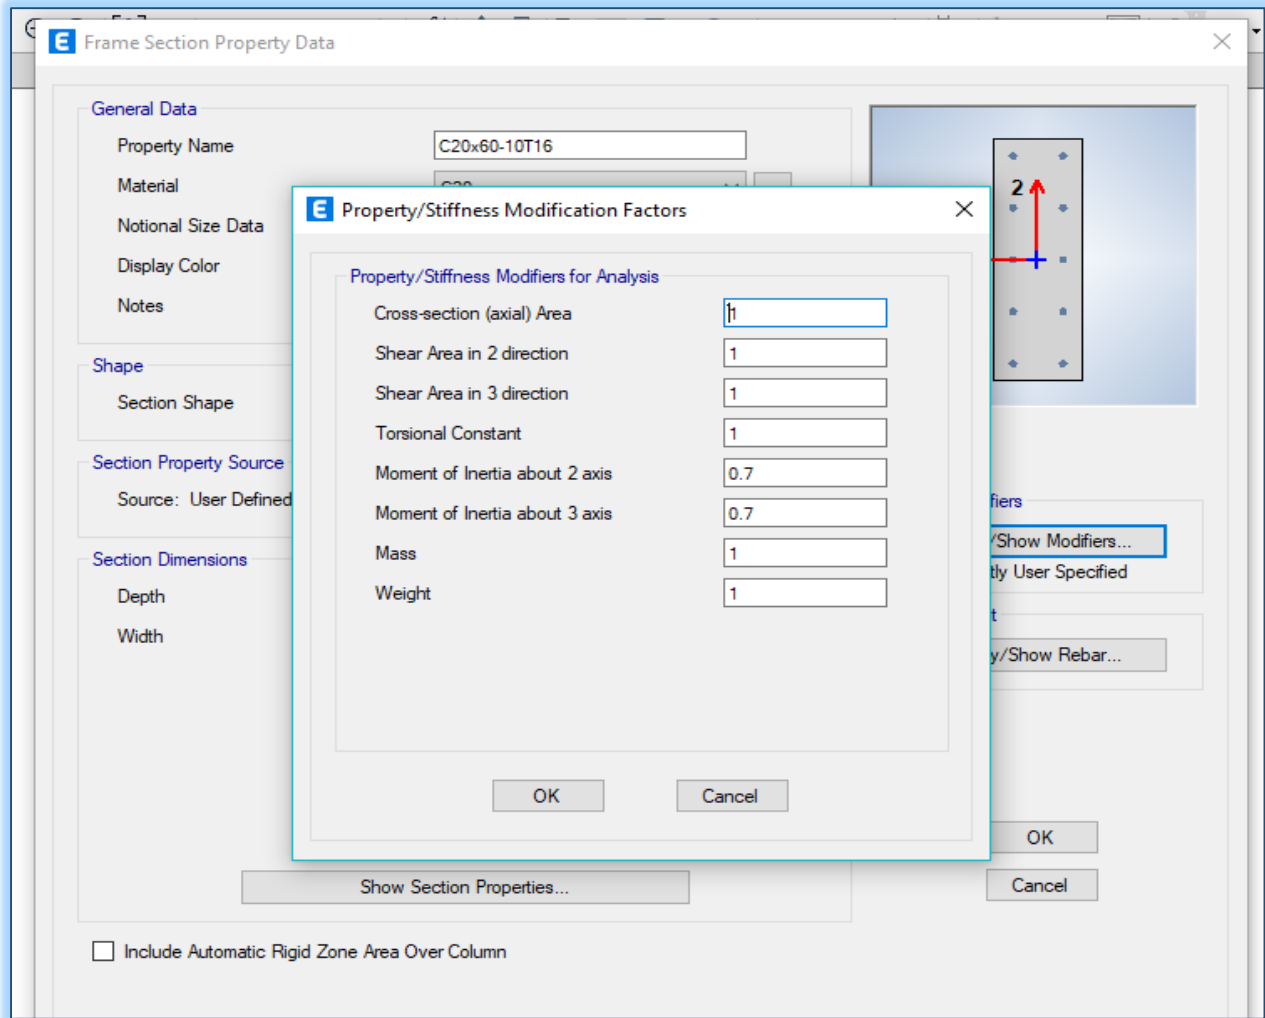 Frame Section Property Data
General Data
Property Name C20x60-10T16
Material
Notional Size Data
Display Color
Notes
Shape
Section Shape
Section Property Source
Source: User Defined
Section Dimensions
Depth
Width
Show Section Properties...
Include Automatic Rigid Zone Area Over Column
Property/Stiffness Modification Factors
Property/Stiffness Modifiers for Analysis
Cross-section (axial) Area 1
Shear Area in 2 direction 1
Shear Area in 3 direction 1
Torsional Constant 1
Moment of Inertia about 2 axis 0.7
Moment of Inertia about 3 axis 0.7
Mass 1
Weight 1
OK Cancel
2
fiers
/Show Modifiers...
tly User Specified
t
y/Show Rebar...
OK
Cancel